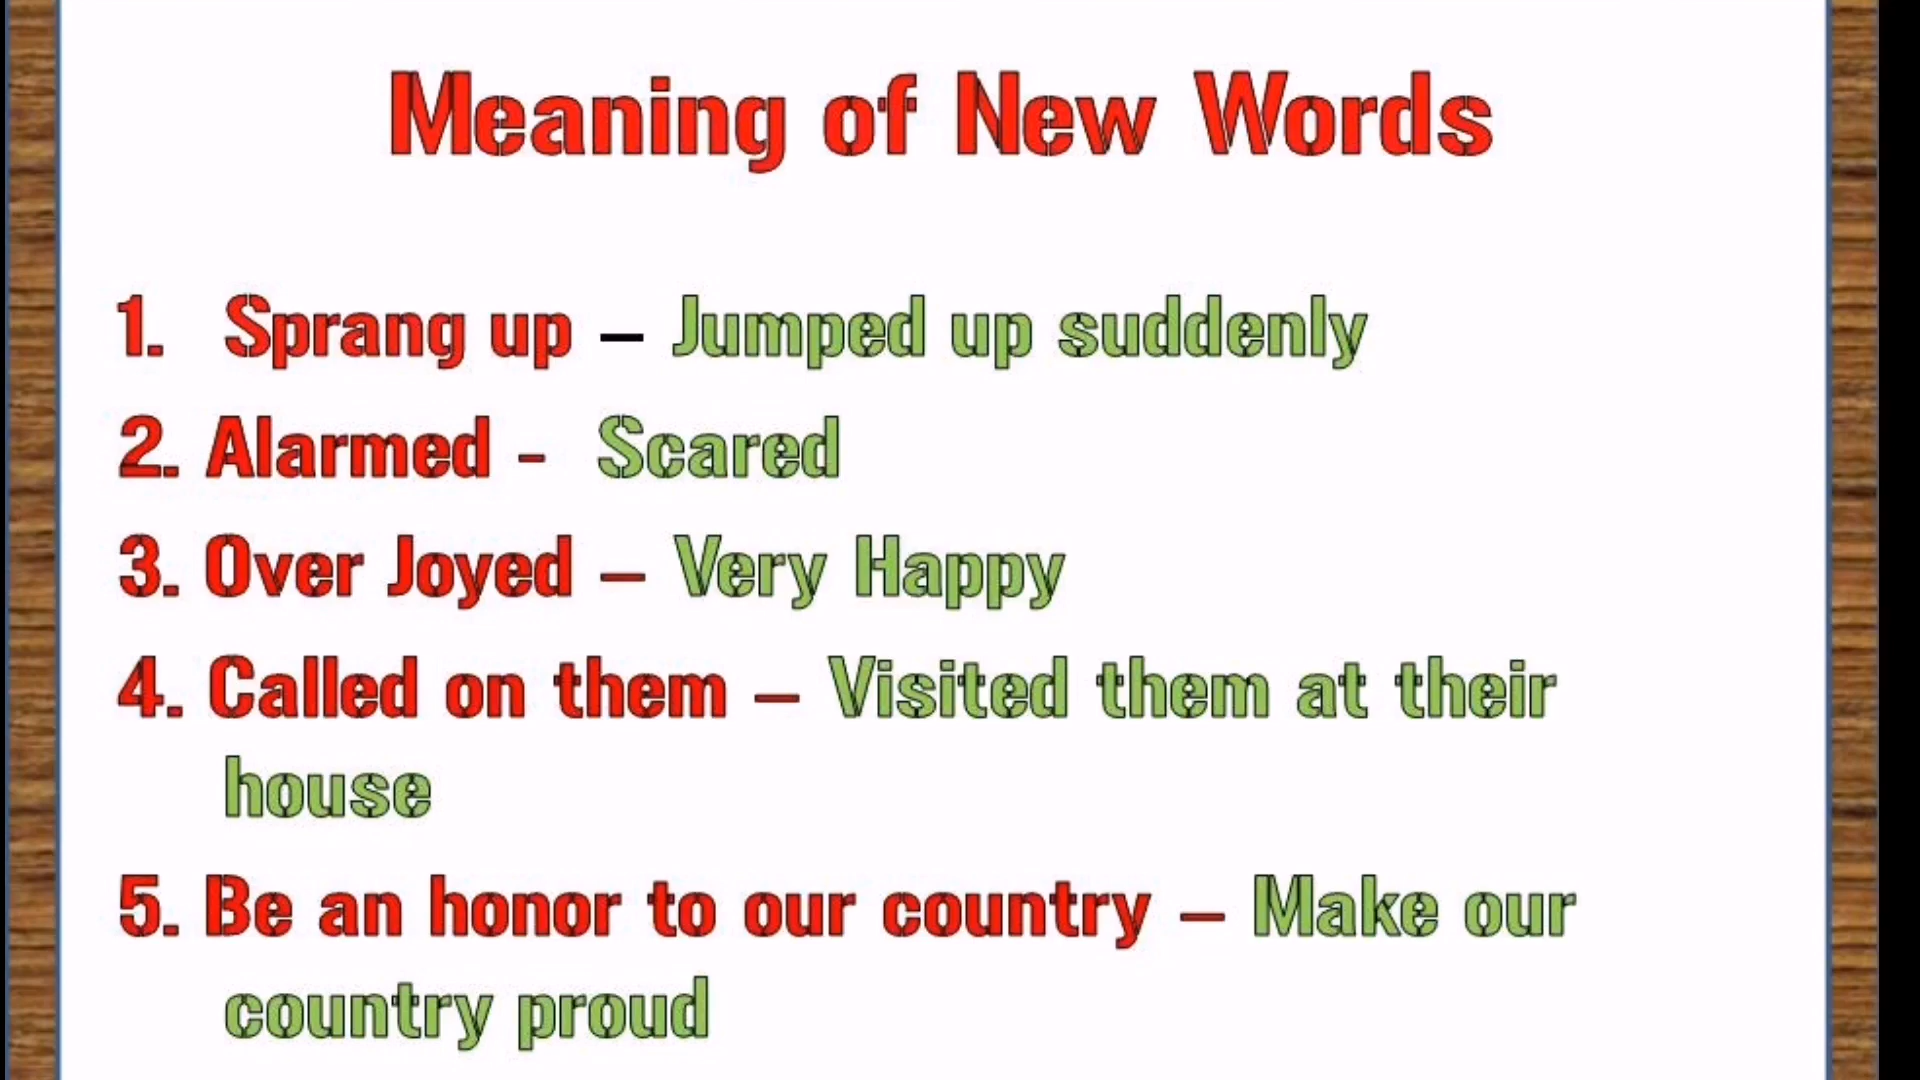 Meaning of New Words
1. Sprang up – Jumped up suddenly
2. Alarmed - Scared
3. Over Joyed – Very Happy
4. Called on them – Visited them at their
house
5. Be an honor to our country – Make our
country proud